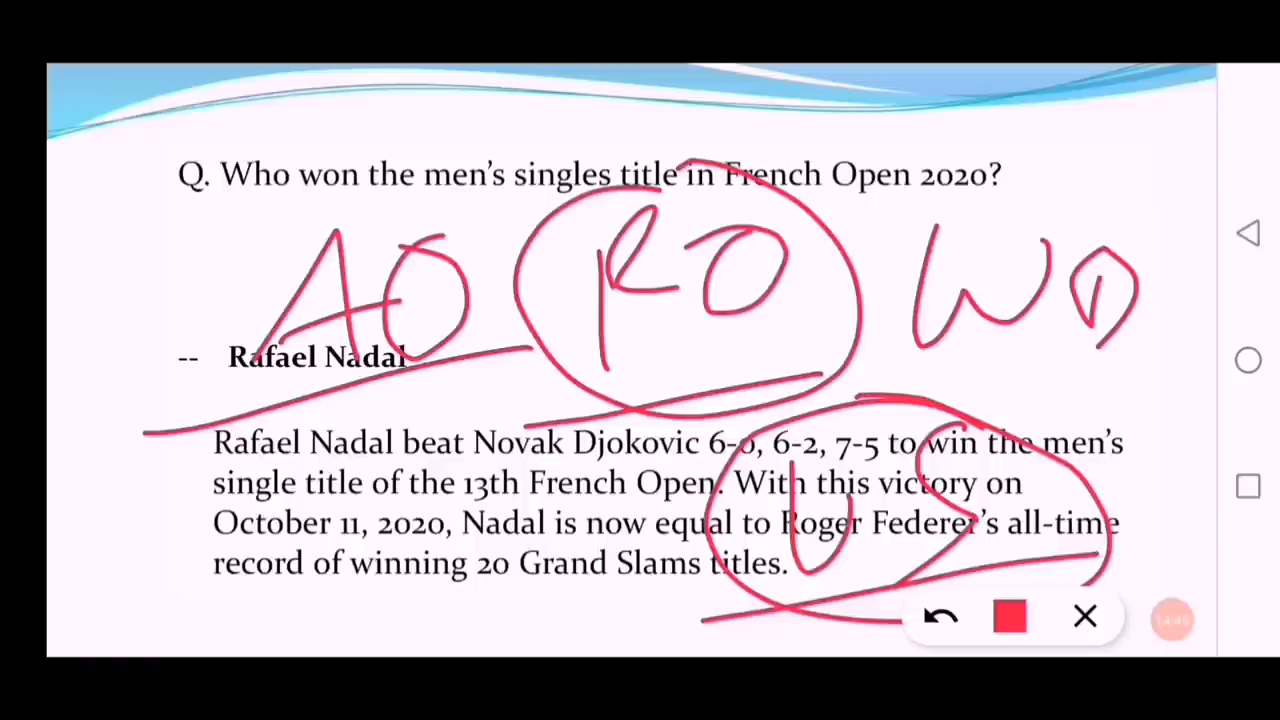 Q. Who won the men's singles title in French Open 2020?
AO RO WD
-- Rafael Nadal
Rafael Nadal beat Novak Djokovic 6-0, 6-2, 7-5 to win the men's
single title of the 13th French Open. With this victory on
October 11, 2020, Nadal is now equal to Roger Federer's all-time
record of winning 20 Grand Slams titles.
US